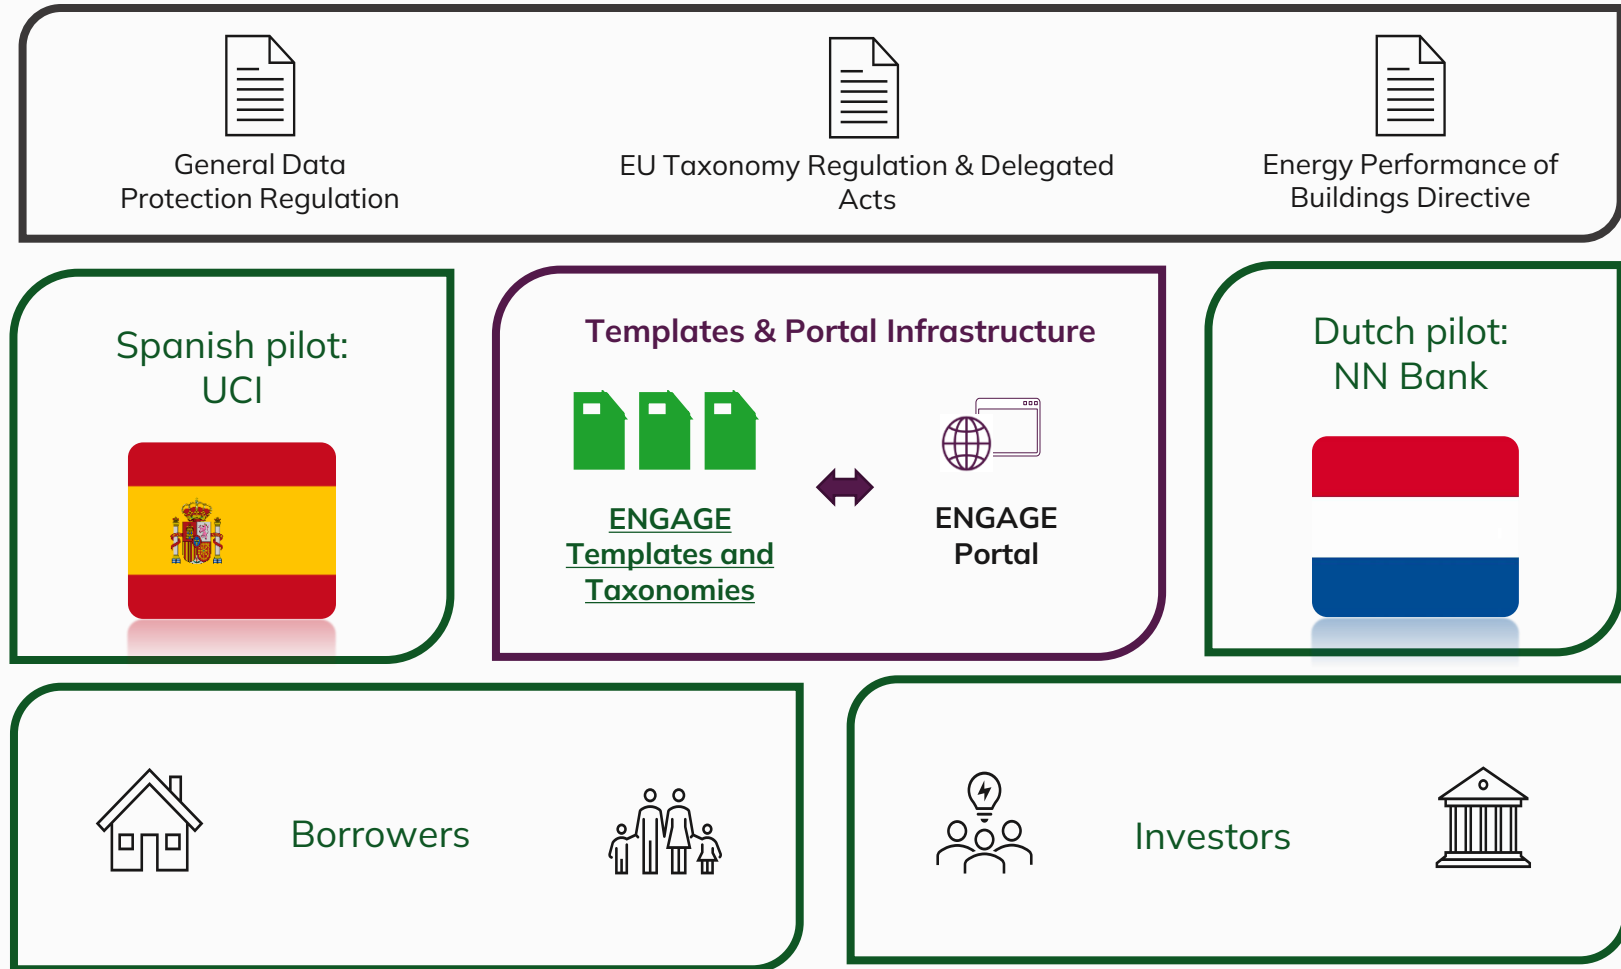 General Data
Protection Regulation
EU Taxonomy Regulation & Delegated
Acts
Energy Performance of
Buildings Directive
Spanish pilot:
UCI
Templates & Portal Infrastructure
ENGAGE
Templates and
Taxonomies
ENGAGE
Portal
Dutch pilot:
NN Bank
Borrowers
Investors